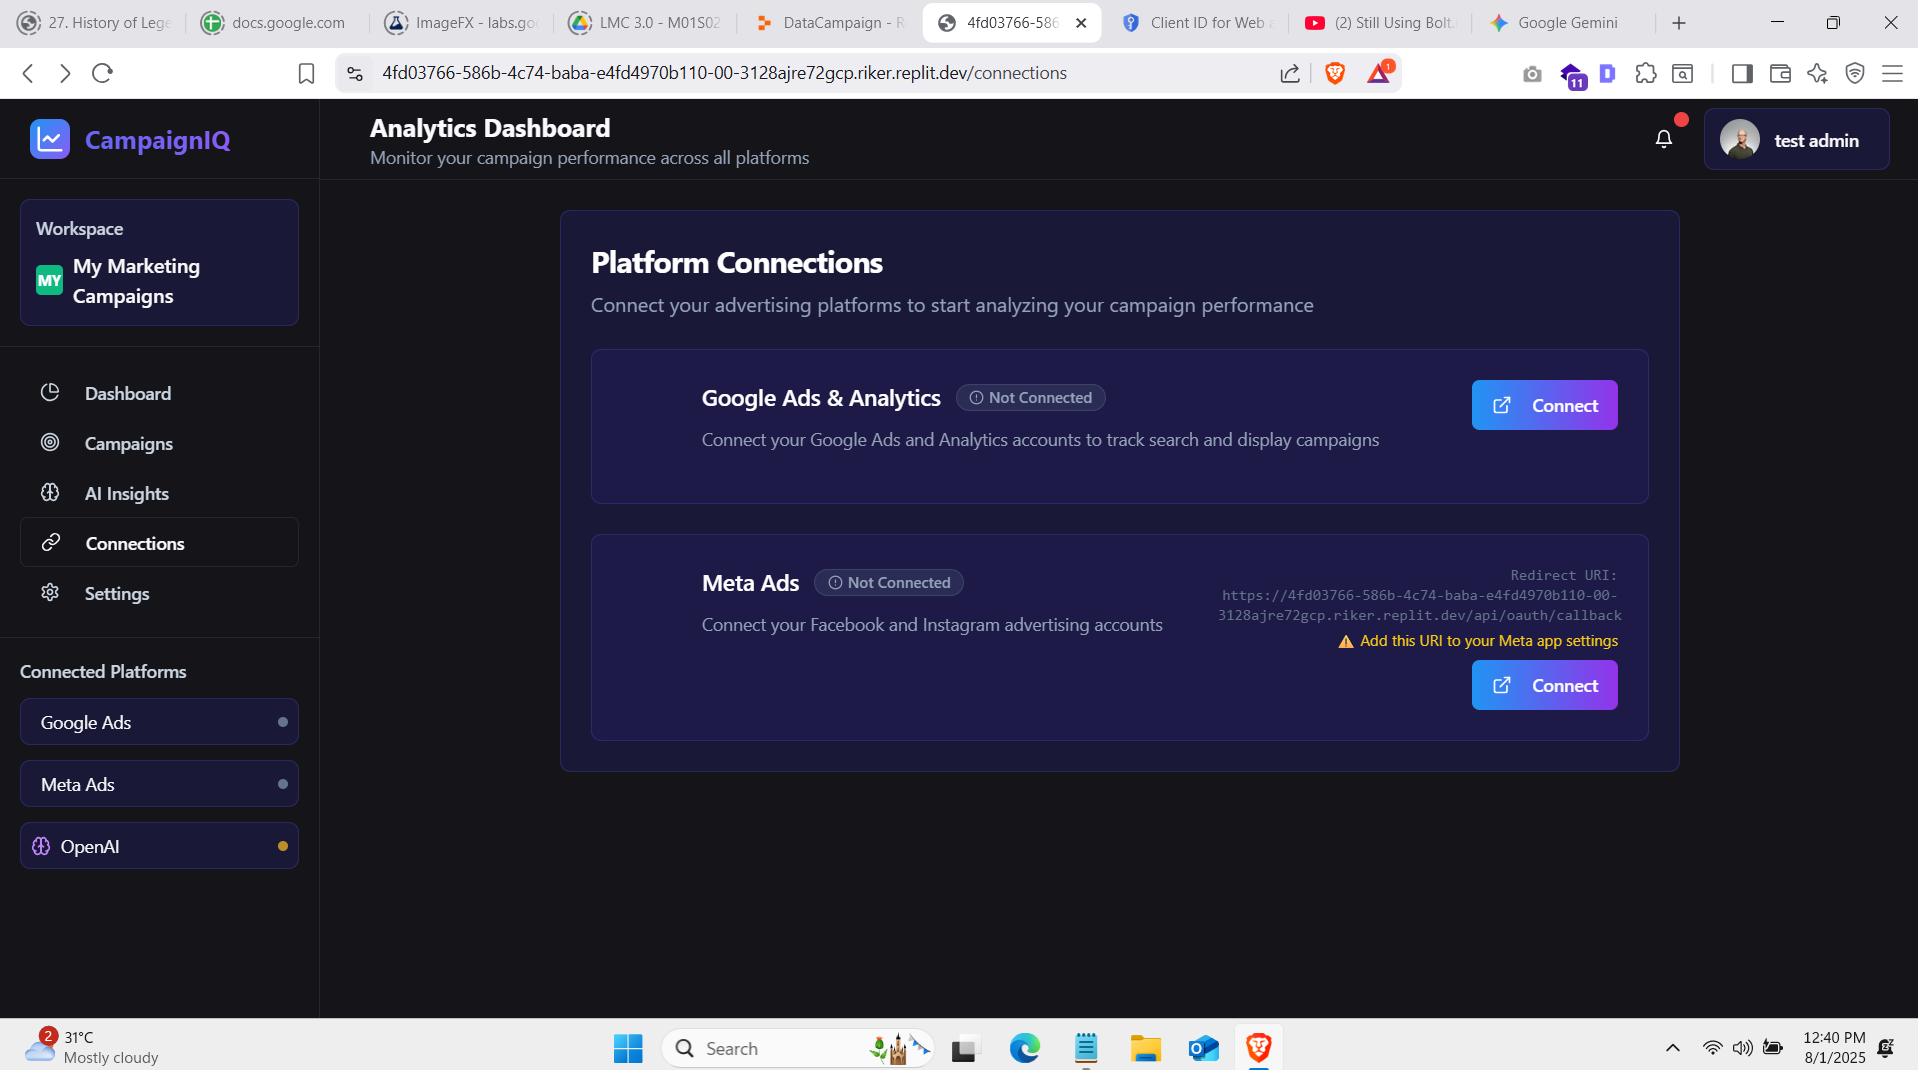 27. History of Lege
docs.google.com
ImageFX - labs.goo
LMC 3.0 - M01S02
DataCampaign - R
4fd03766-586
Client ID for Web a
(2) Still Using Bolt.
Google Gemini
4fd03766-586b-4c74-baba-e4fd4970b110-00-3128ajre72gcp.riker.replit.dev/connections
1
11
CampaignIQ
Analytics Dashboard
Monitor your campaign performance across all platforms
test admin
Workspace
MY
My Marketing
Campaigns
Dashboard
Campaigns
AI Insights
Connections
Settings
Connected Platforms
Google Ads
Meta Ads
OpenAI
Platform Connections
Connect your advertising platforms to start analyzing your campaign performance
Google Ads & Analytics
Not Connected
Connect your Google Ads and Analytics accounts to track search and display campaigns
Connect
Meta Ads
Not Connected
Connect your Facebook and Instagram advertising accounts
Redirect URI:
https://4fd03766-586b-4c74-baba-e4fd4970b110-00-
3128ajre72gcp.riker.replit.dev/api/oauth/callback
Add this URI to your Meta app settings
Connect
2
31°C
Mostly cloudy
Search
12:40 PM
8/1/2025